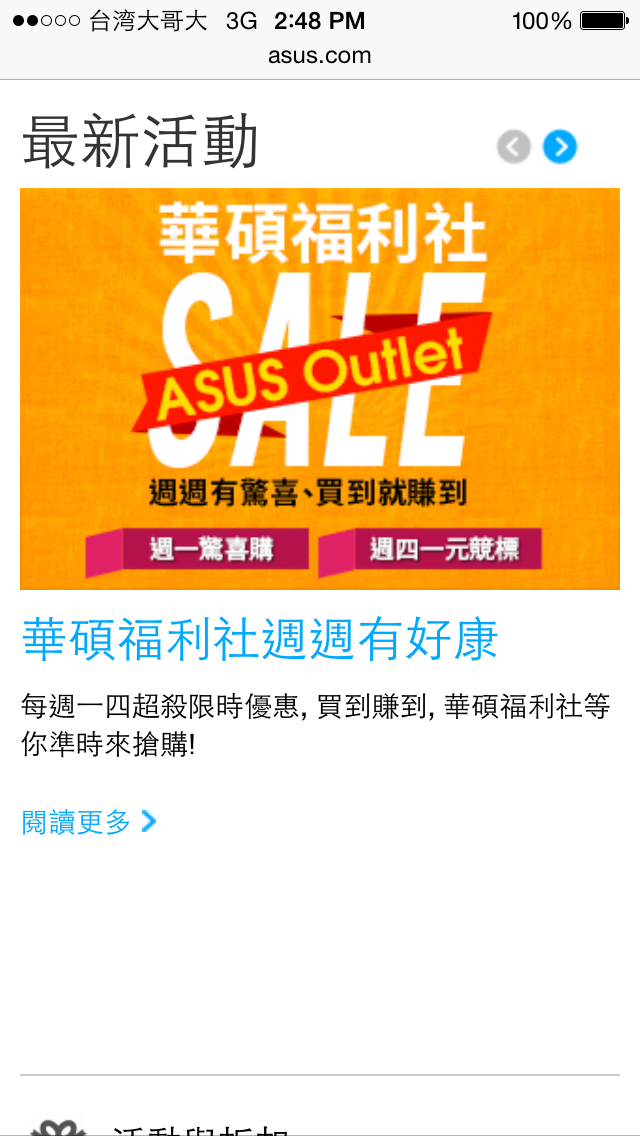 台湾大哥大 3G 2:48 PM 100%
asus.com
最新活動
華碩福利社
SALE
ASUS Outlet
週週有驚喜、買到就賺到
週一驚喜購 週四一元競標
華碩福利社週週有好康
每週一四超殺限時優惠, 買到賺到, 華碩福利社等
你準時來搶購!
閱讀更多